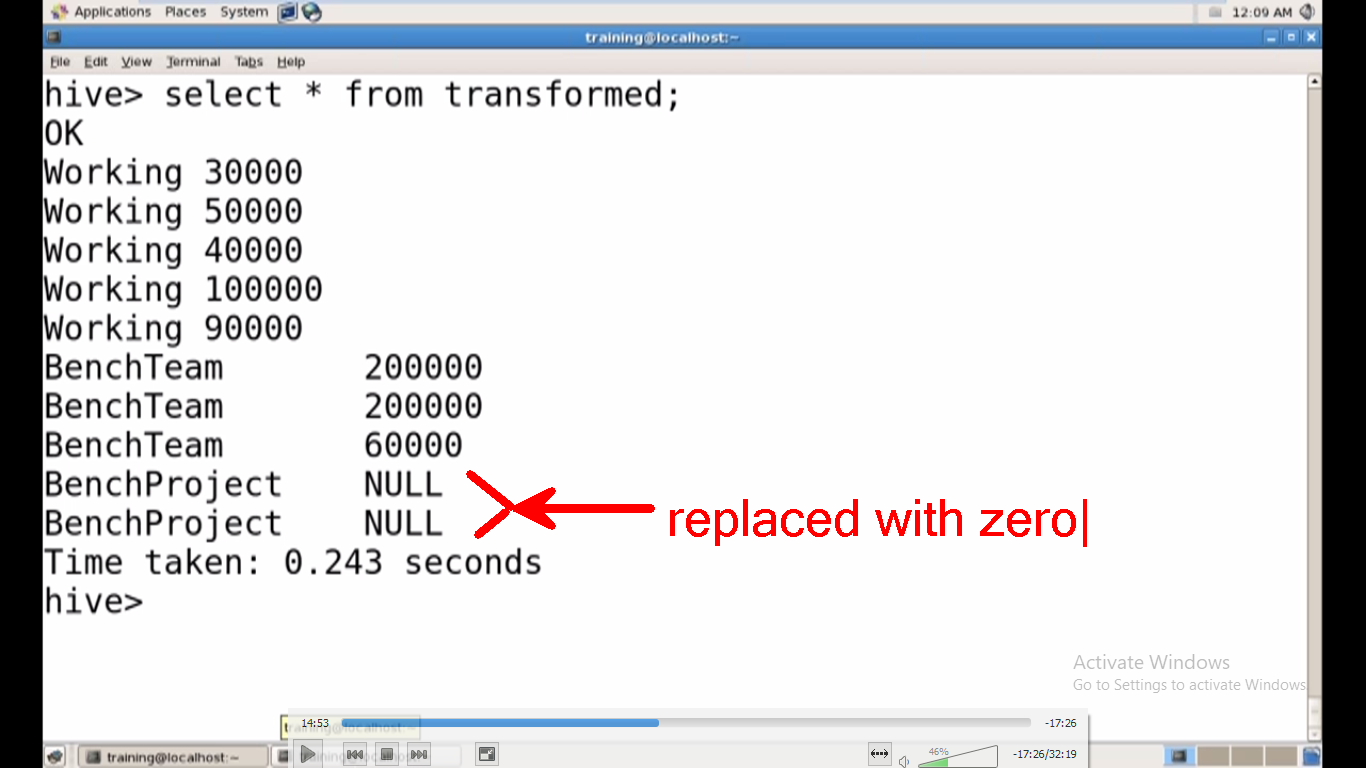 Applications Places System 12:09 AM
training@localhost:~
File Edit View Terminal Tabs Help
hive> select * from transformed;
OK
Working 30000
Working 50000
Working 40000
Working 100000
Working 90000
BenchTeam 200000
BenchTeam 200000
BenchTeam 60000
BenchProject NULL
BenchProject NULL
replaced with zero
Time taken: 0.243 seconds
hive>
Activate Windows
Go to Settings to activate Windows
14:53 -17:26
46% -17:26/32:19
training@localhost:~